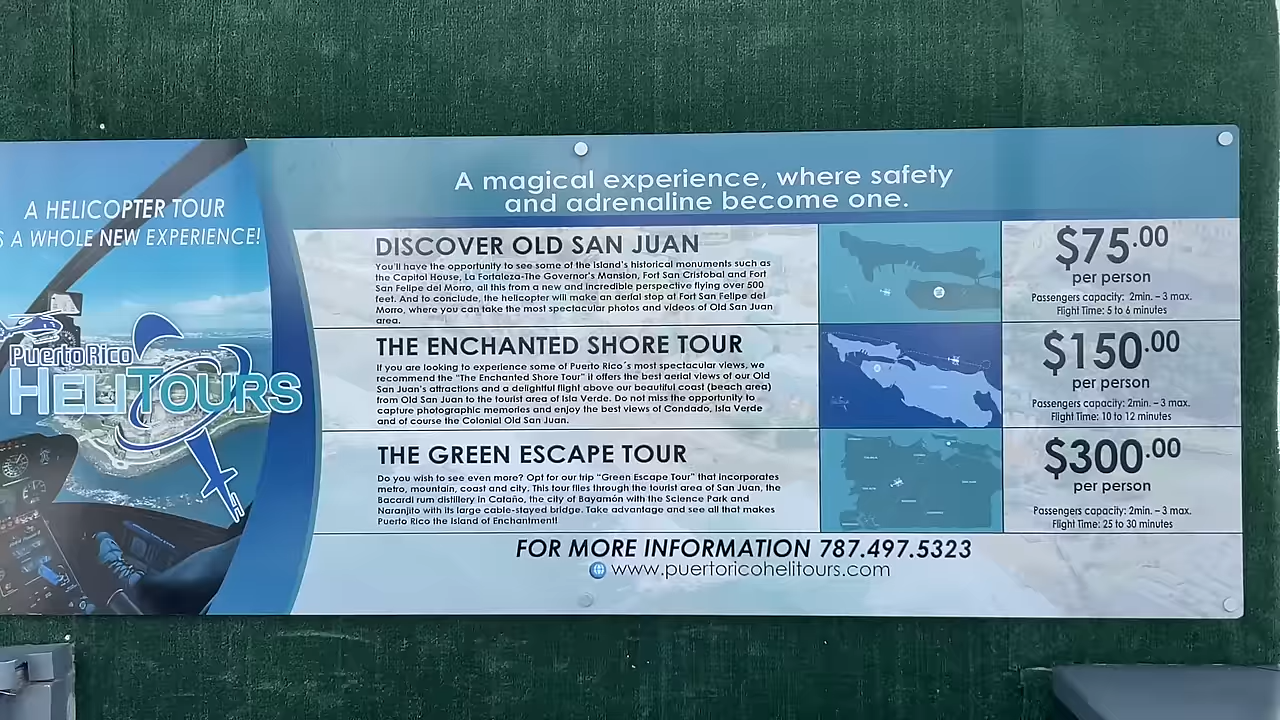 A HELICOPTER TOUR
S A WHOLE NEW EXPERIENCE!
Puerto Rico
HELITOURS
A magical experience, where safety
and adrenaline become one.
DISCOVER OLD SAN JUAN
You'll have the opportunity to see some of the island's historical monuments such as
the Capitol House, La Fortaleza-The Governor's Mansion, Fort San Cristobal and Fort
San Felipe del Morro, all this from a new and incredible perspective flying over 500
feet. And to conclude, the helicopter will make an aerial stop at Fort San Felipe del
Morro, where you can take the most spectacular photos and videos of Old San Juan
area.
$75.00
per person
Passengers capacity: 2min. – 3 max.
Flight Time: 5 to 6 minutes
THE ENCHANTED SHORE TOUR
If you are looking to experience some of Puerto Rico´s most spectacular views, we
recommend the "The Enchanted Shore Tour" it offers the best aerial views of our Old
San Juan's attractions and a delightful flight above our beautiful coast (beach area)
from Old San Juan to the tourist area of Isla Verde. Do not miss the opportunity to
capture photographic memories and enjoy the best views of Condado, Isla Verde
and of course the Colonial Old San Juan.
$150.00
per person
Passengers capacity: 2min. – 3 max.
Flight Time: 10 to 12 minutes
THE GREEN ESCAPE TOUR
Do you wish to see even more? Opt for our trip "Green Escape Tour" that incorporates
metro, mountain, coast and city. This tour flies through the tourist area of San Juan, the
Bacardi rum distillery in Cataño, the city of Bayamón with the Science Park and
Naranjito with its large cable-stayed bridge. Take advantage and see all that makes
Puerto Rico the Island of Enchantment!
$300.00
per person
Passengers capacity: 2min. – 3 max.
Flight Time: 25 to 30 minutes
FOR MORE INFORMATION 787.497.5323
www.puertoricohelitours.com